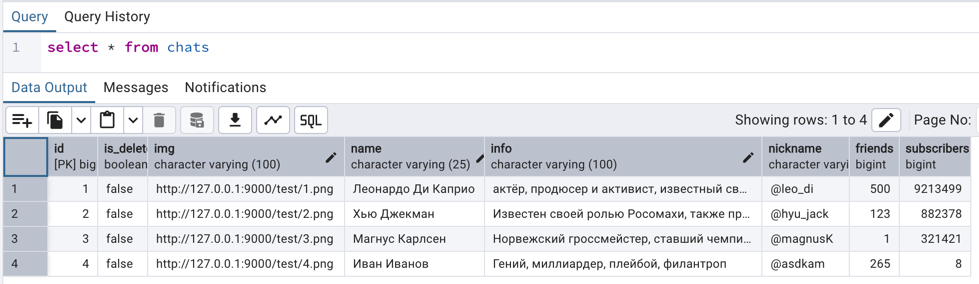 Query Query History
1 select * from chats
Data Output Messages Notifications
SQL Showing rows: 1 to 4 Page No:
id is_delet img name info nickname friends subscribers
[PK] big boolean character varying (100) character varying (25) character varying (100) character varyi bigint bigint
1 1 false http://127.0.0.1:9000/test/1.png Леонардо Ди Каприо актёр, продюсер и активист, известный св... @leo_di 500 9213499
2 2 false http://127.0.0.1:9000/test/2.png Хью Джекман Известен своей ролью Росомахи, также пр... @hyu_jack 123 882378
3 3 false http://127.0.0.1:9000/test/3.png Магнус Карлсен Норвежский гроссмейстер, ставший чемпи... @magnusK 1 321421
4 4 false http://127.0.0.1:9000/test/4.png Иван Иванов Гений, миллиардер, плейбой, филантроп @asdkam 265 8